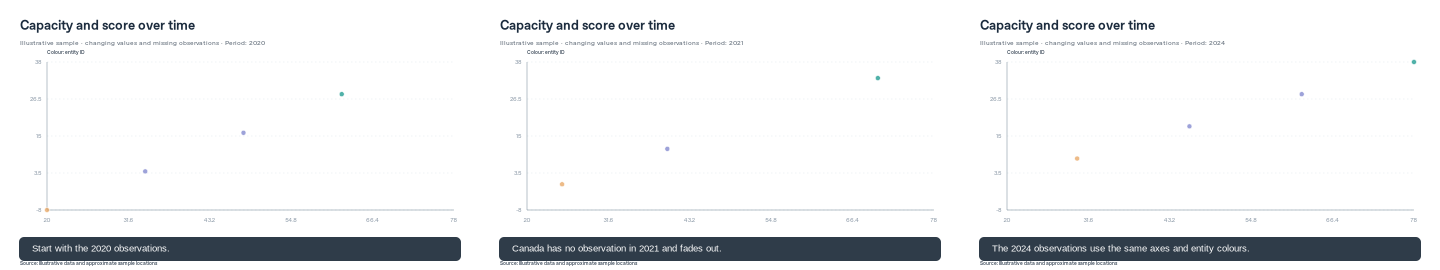 Capacity and score over time
Illustrative sample · changing values and missing observations · Period: 2020
Colour: entity ID
38
26.5
15
3.5
-8
20
31.6
43.2
54.8
66.4
78
Start with the 2020 observations.
Source: Illustrative data and approximate sample locations
Capacity and score over time
Illustrative sample · changing values and missing observations · Period: 2021
Colour: entity ID
38
26.5
15
3.5
-8
20
31.6
43.2
54.8
66.4
78
Canada has no observation in 2021 and fades out.
Source: Illustrative data and approximate sample locations
Capacity and score over time
Illustrative sample · changing values and missing observations · Period: 2024
Colour: entity ID
38
26.5
15
3.5
-8
20
31.6
43.2
54.8
66.4
78
The 2024 observations use the same axes and entity colours.
Source: Illustrative data and approximate sample locations